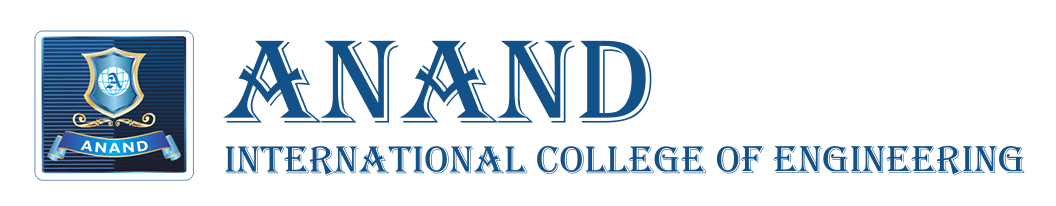 A
ANAND
ANAND
INTERNATIONAL COLLEGE OF ENGINEERING